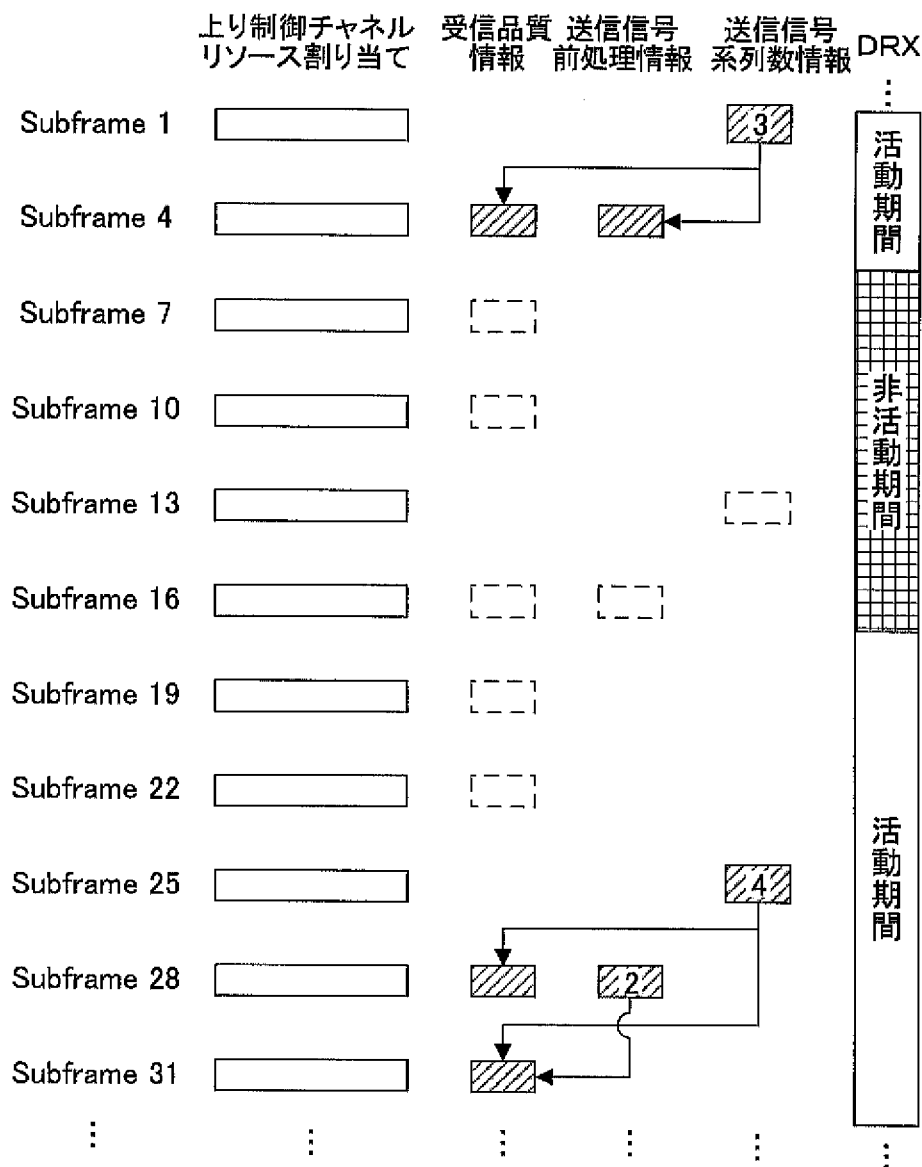 上り制御チャネル
リソース割り当て
受信品質
情報
送信信号
前処理情報
送信信号
系列数情報
DRX
Subframe 1
3
活動期間
Subframe 4
Subframe 7
Subframe 10
非活動期間
Subframe 13
Subframe 16
Subframe 19
Subframe 22
活動期間
Subframe 25
4
Subframe 28
2
Subframe 31